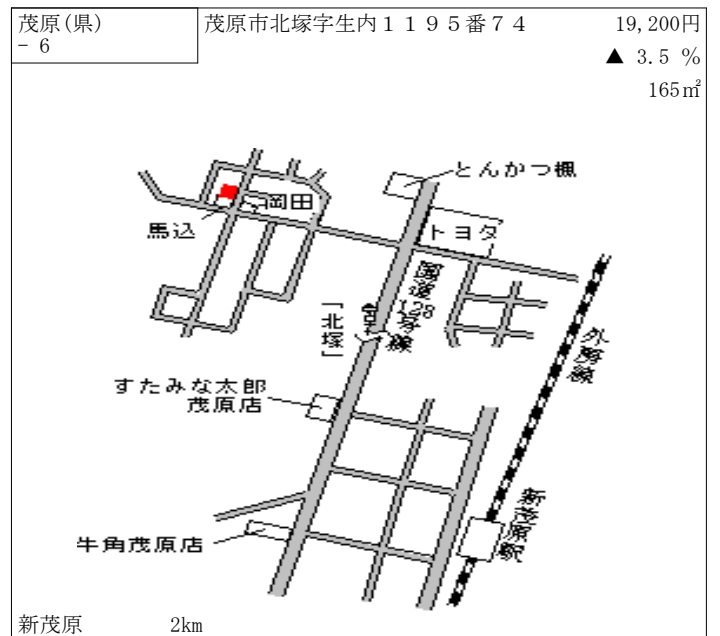 茂原(県)
- 6
茂原市北塚字生内１１９５番７４
19,200円
▲ 3.5 %
165㎡
とんかつ楓
岡田
馬込
トヨタ
国道128号線
「北塚」
外房線
すたみな太郎
茂原店
新茂原駅
牛角茂原店
新茂原 2km